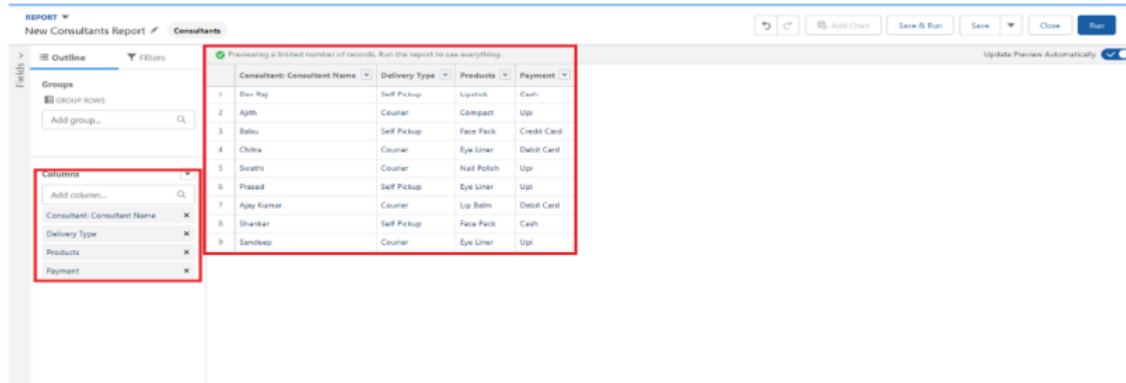 REPORT
New Consultants Report Consultants
Add Chart Save & Run Save Close Run
Fields
Outline Filters
Previewing a limited number of records. Run the report to see everything.
Update Preview Automatically
Groups
GROUP ROWS
Add group...
Columns
Add column...
Consultant: Consultant Name
Delivery Type
Products
Payment
Consultant: Consultant Name Delivery Type Products Payment
1 Dev Raj Self Pickup Lipstick Cash
2 Ajith Courier Compact Upi
3 Babu Self Pickup Face Pack Credit Card
4 Chitra Courier Eye Liner Debit Card
5 Swathi Courier Nail Polish Upi
6 Prasad Self Pickup Eye Liner Upi
7 Ajay Kumar Courier Lip Balm Debit Card
8 Shankar Self Pickup Face Pack Cash
9 Sandeep Courier Eye Liner Upi